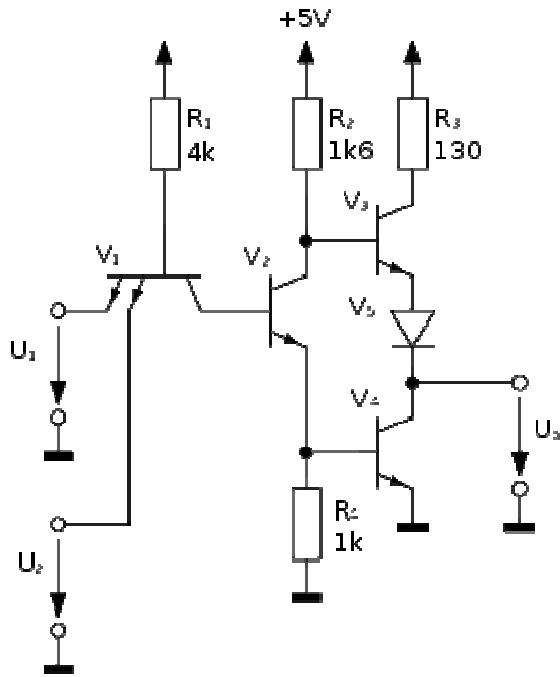 +5V
R₁
4k
R₂
1k6
R₃
130
V₁
V₂
V₃
V₅
V₄
U₁
U₂
U₃
R₄
1k